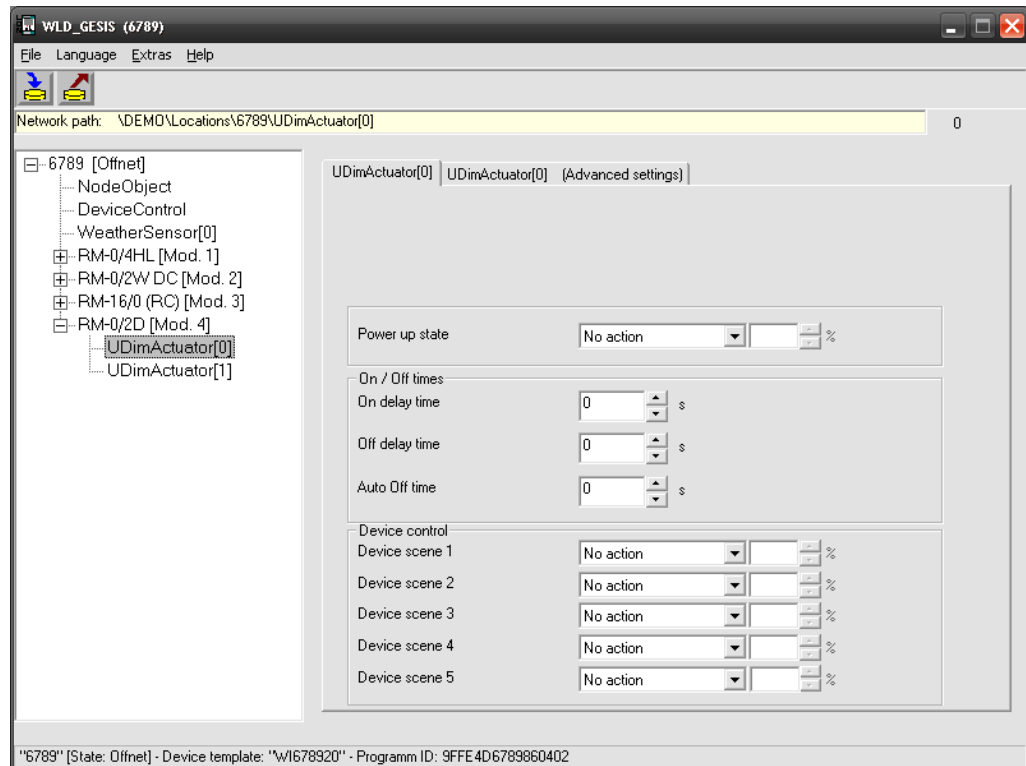 WLD_GESIS (6789)
File Language Extras Help
Network path: \DEMO\Locations\6789\UDimActuator[0] 0
6789 [Offnet]
NodeObject
DeviceControl
WeatherSensor[0]
RM-0/4HL [Mod. 1]
RM-0/2W DC [Mod. 2]
RM-16/0 (RC) [Mod. 3]
RM-0/2D [Mod. 4]
UDimActuator[0]
UDimActuator[1]
UDimActuator[0] UDimActuator[0] (Advanced settings)
Power up state No action %
On / Off times
On delay time 0 s
Off delay time 0 s
Auto Off time 0 s
Device control
Device scene 1 No action %
Device scene 2 No action %
Device scene 3 No action %
Device scene 4 No action %
Device scene 5 No action %
"6789" [State: Offnet] - Device template: "WI678920" - Programm ID: 9FFE4D6789860402